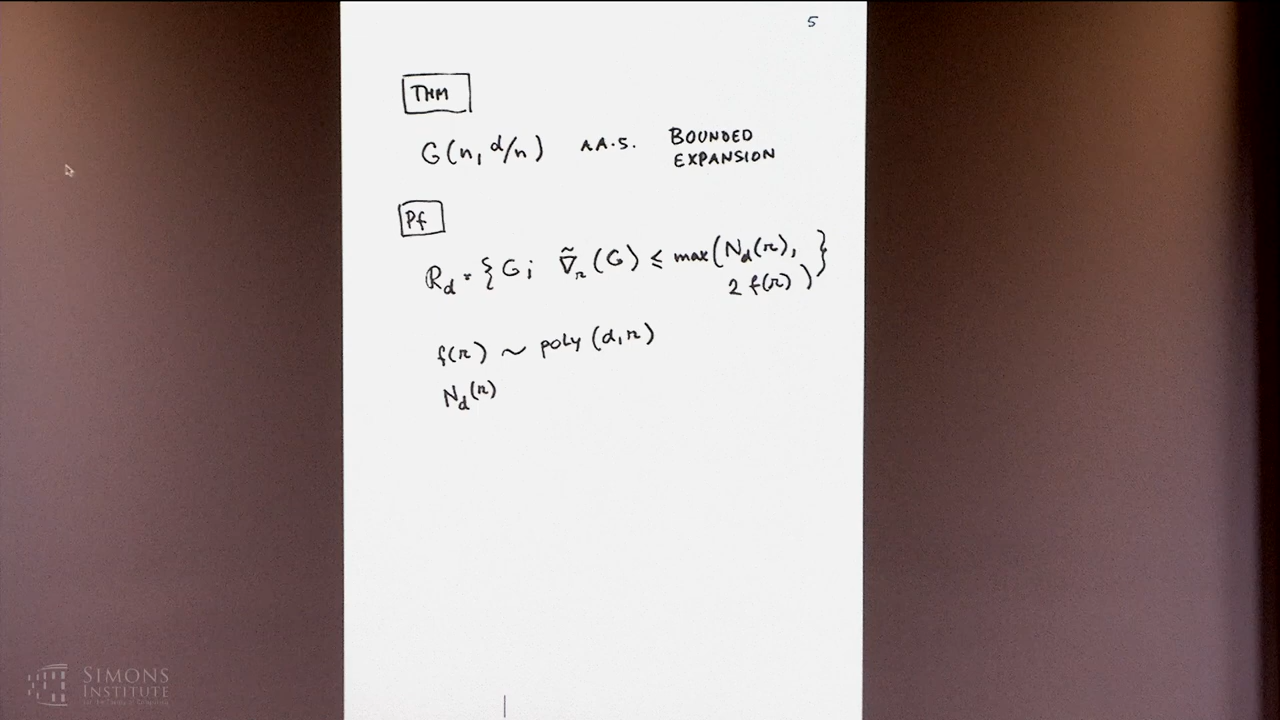 5
THM
G(n, d/n) A.A.S. BOUNDED
EXPANSION
Pf
R_d = { G ; ∇̃_r (G) ≤ max( N_d(r),
2 f(r) ) }
f(r) ~ poly (d, r)
N_d(r)
SIMONS
INSTITUTE